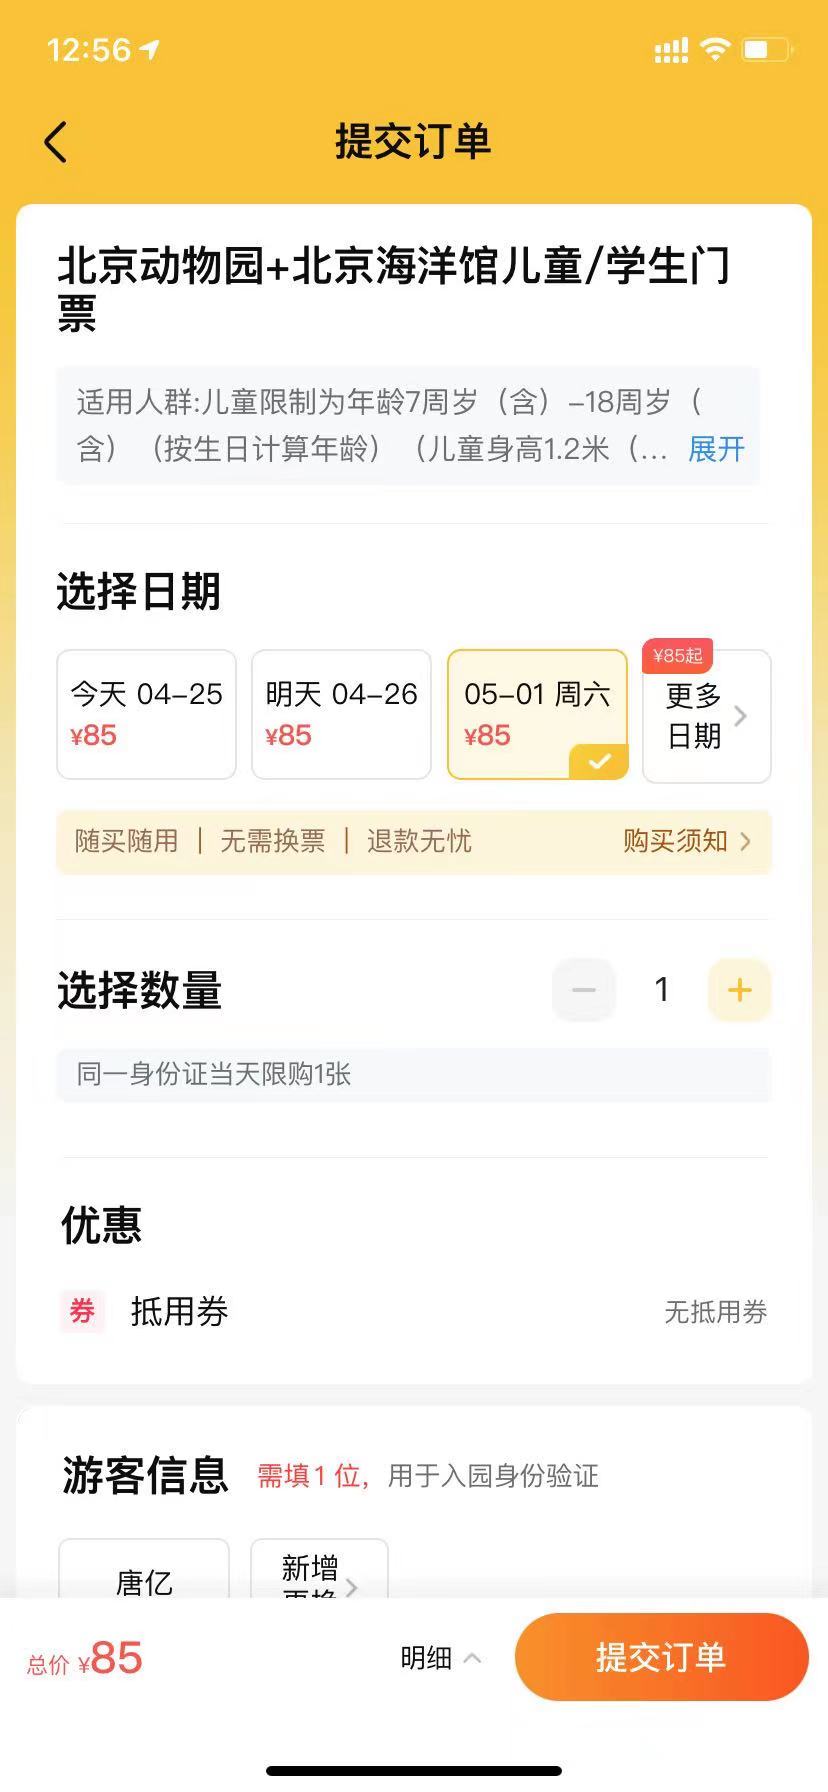 12:56
提交订单
北京动物园+北京海洋馆儿童/学生门
票
适用人群:儿童限制为年龄7周岁（含）-18周岁（
含）（按生日计算年龄）（儿童身高1.2米（... 展开
选择日期
¥85起
今天 04-25 明天 04-26 05-01 周六 更多
¥85 ¥85 ¥85 日期
随买随用 | 无需换票 | 退款无忧 购买须知
选择数量 1
同一身份证当天限购1张
优惠
券 抵用券 无抵用券
游客信息 需填1位，用于入园身份验证
唐亿 新增
总价 ¥85 明细 提交订单